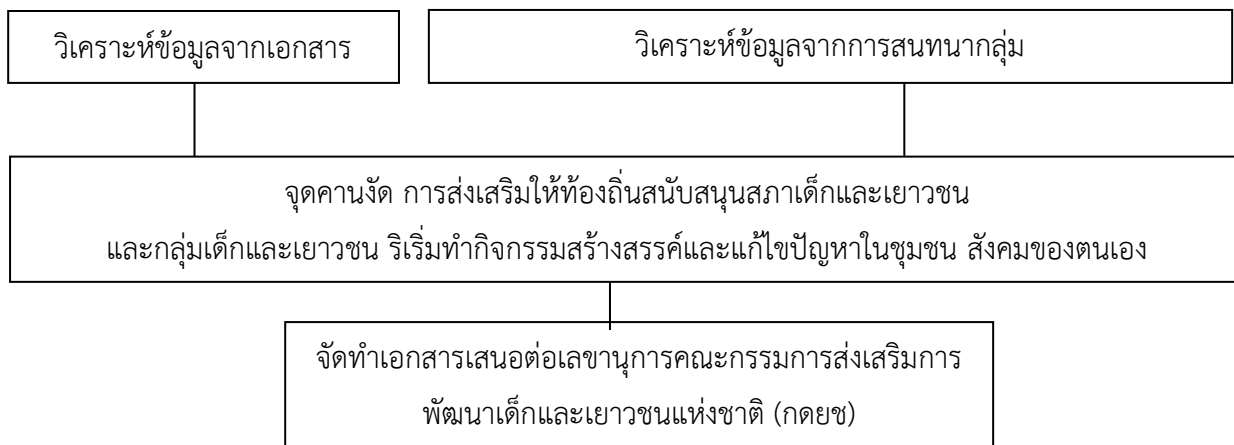 วิเคราะห์ข้อมูลจากเอกสาร
วิเคราะห์ข้อมูลจากการสนทนากลุ่ม
จุดคานงัด การส่งเสริมให้ท้องถิ่นสนับสนุนสภาเด็กและเยาวชน
และกลุ่มเด็กและเยาวชน ริเริ่มทำกิจกรรมสร้างสรรค์และแก้ไขปัญหาในชุมชน สังคมของตนเอง
จัดทำเอกสารเสนอต่อเลขานุการคณะกรรมการส่งเสริมการ
พัฒนาเด็กและเยาวชนแห่งชาติ (กดยช)